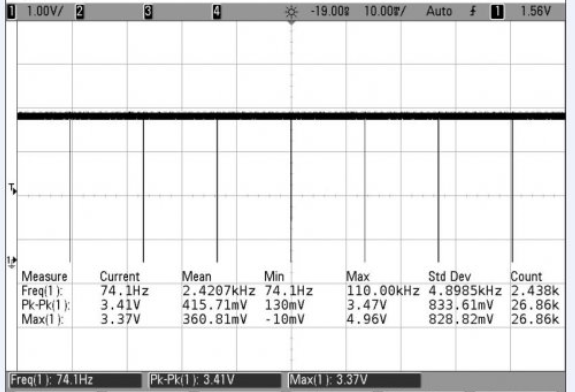 1 1.00V/ 2 3 4 -19.00s 10.00s/ Auto 1 1.56V
T
1
Measure Current Mean Min Max Std Dev Count
Freq(1): 74.1Hz 2.4207kHz 74.1Hz 110.00kHz 4.8985kHz 2.438k
Pk-Pk(1): 3.41V 415.71mV 130mV 3.47V 833.61mV 26.86k
Max(1): 3.37V 360.81mV -10mV 4.96V 828.82mV 26.86k
Freq(1): 74.1Hz Pk-Pk(1): 3.41V Max(1): 3.37V